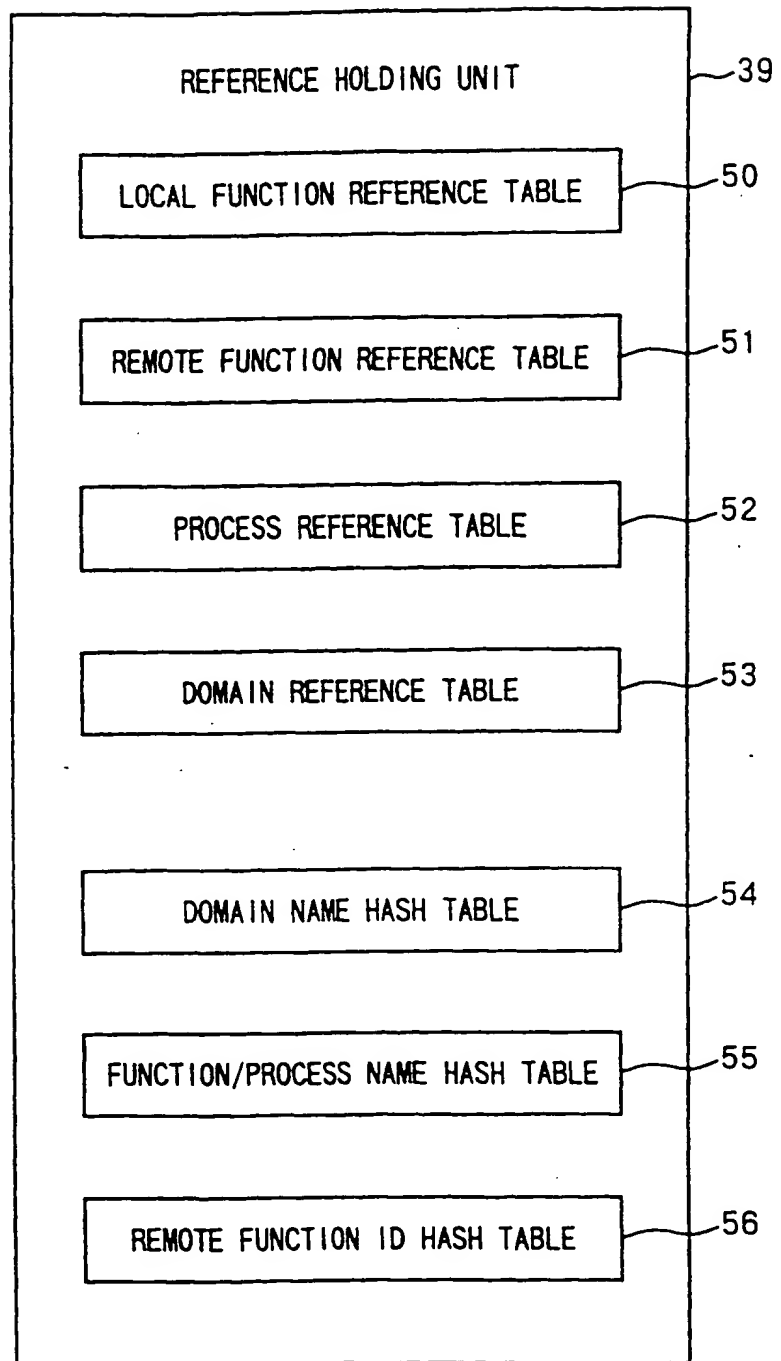 REFERENCE HOLDING UNIT 39
LOCAL FUNCTION REFERENCE TABLE 50
REMOTE FUNCTION REFERENCE TABLE 51
PROCESS REFERENCE TABLE 52
DOMAIN REFERENCE TABLE 53
DOMAIN NAME HASH TABLE 54
FUNCTION/PROCESS NAME HASH TABLE 55
REMOTE FUNCTION ID HASH TABLE 56